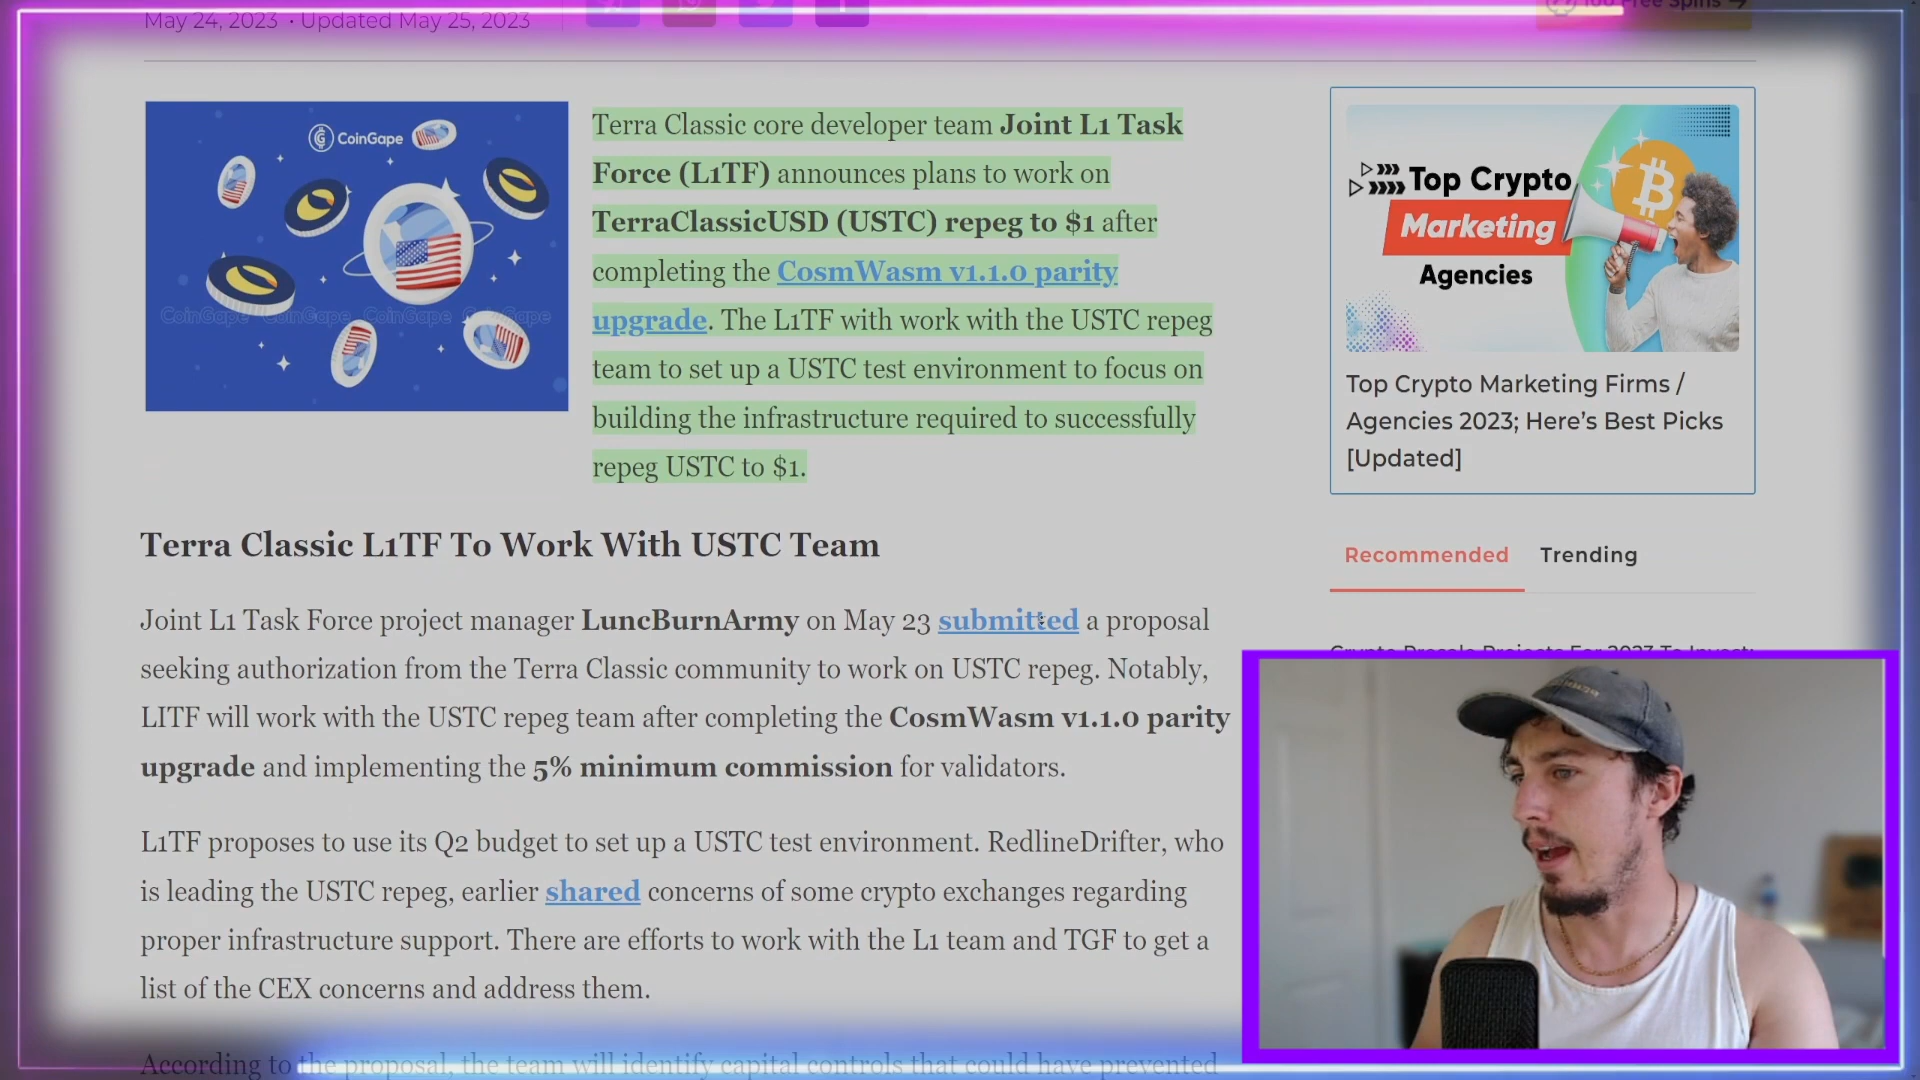 May 24, 2023 · Updated May 25, 2023
100 Free Spins
CoinGape
CoinGape CoinGape CoinGape CoinGape
Terra Classic core developer team Joint L1 Task
Force (L1TF) announces plans to work on
TerraClassicUSD (USTC) repeg to $1 after
completing the CosmWasm v1.1.0 parity
upgrade. The L1TF with work with the USTC repeg
team to set up a USTC test environment to focus on
building the infrastructure required to successfully
repeg USTC to $1.
Terra Classic L1TF To Work With USTC Team
Joint L1 Task Force project manager LuncBurnArmy on May 23 submitted a proposal
seeking authorization from the Terra Classic community to work on USTC repeg. Notably,
LITF will work with the USTC repeg team after completing the CosmWasm v1.1.0 parity
upgrade and implementing the 5% minimum commission for validators.
L1TF proposes to use its Q2 budget to set up a USTC test environment. RedlineDrifter, who
is leading the USTC repeg, earlier shared concerns of some crypto exchanges regarding
proper infrastructure support. There are efforts to work with the L1 team and TGF to get a
list of the CEX concerns and address them.
According to the proposal, the team will identify capital controls that could have prevented
Top Crypto
Marketing
Agencies
Top Crypto Marketing Firms /
Agencies 2023; Here's Best Picks
[Updated]
Recommended Trending
Crypto Presale Projects For 2023 To Invest;